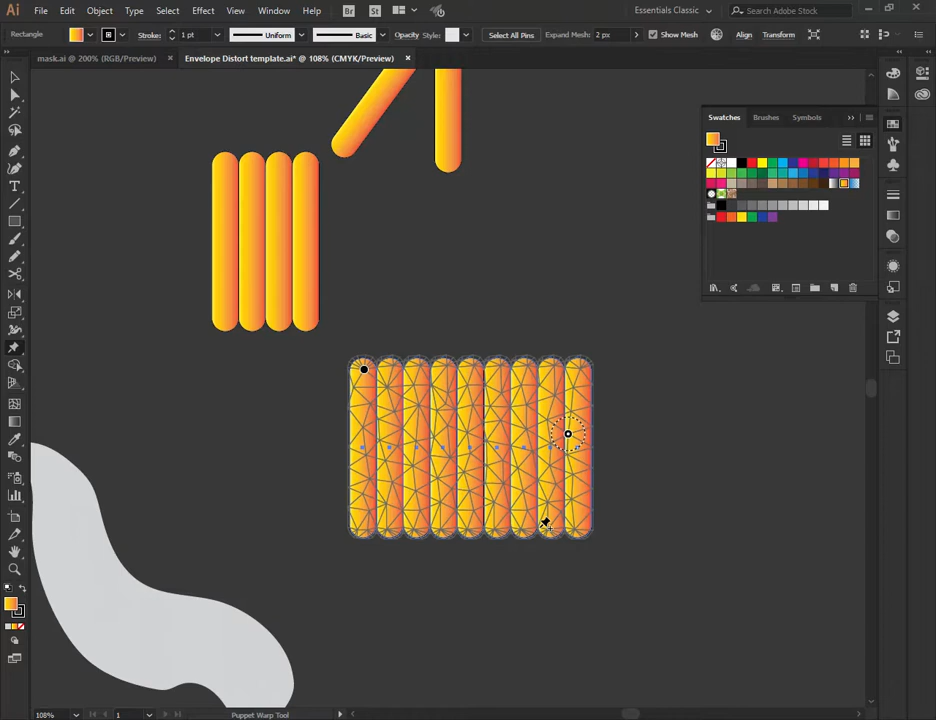 Ai File Edit Object Type Select Effect View Window Help Br St Essentials Classic Search Adobe Stock
Rectangle Stroke: 1 pt Uniform Basic Opacity Style: Select All Pins Expand Mesh: 2 px Show Mesh Align Transform
mask.ai @ 200% (RGB/Preview) × Envelope Distort template.ai* @ 108% (CMYK/Preview) ×
Swatches Brushes Symbols
T
108% 1 Puppet Warp Tool